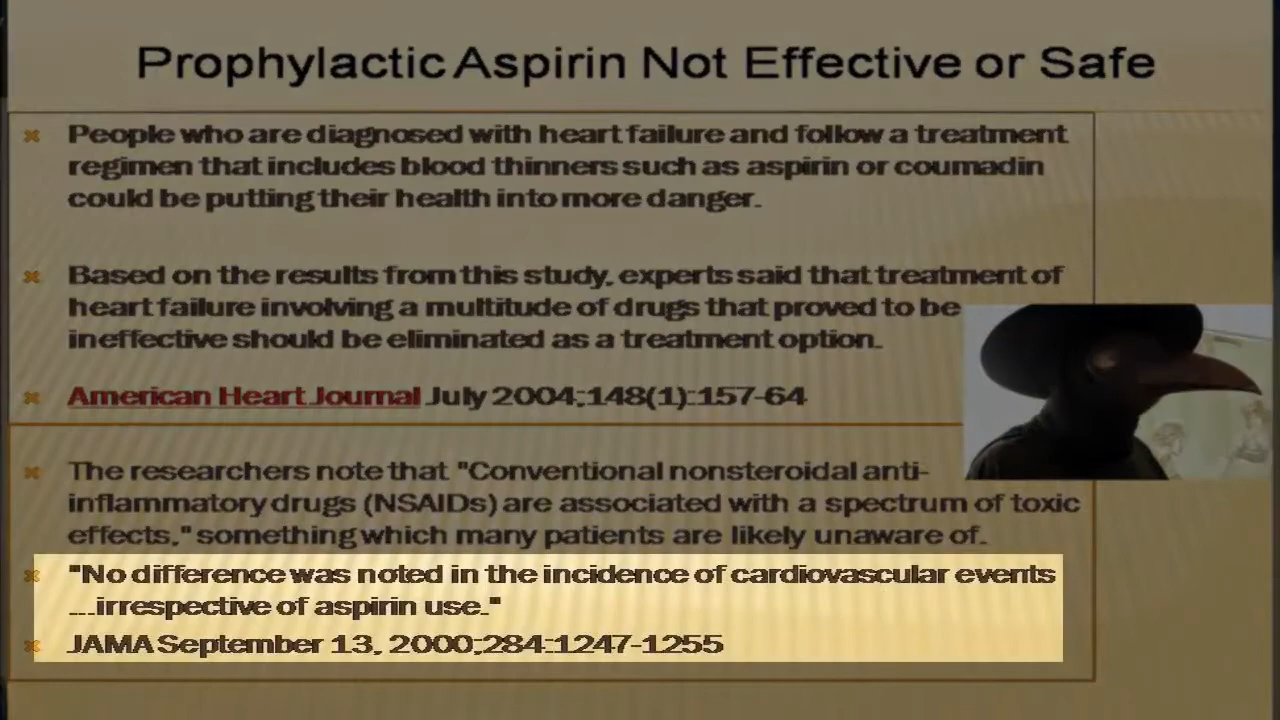 Prophylactic Aspirin Not Effective or Safe
People who are diagnosed with heart failure and follow a treatment
regimen that includes blood thinners such as aspirin or coumadin
could be putting their health into more danger.
Based on the results from this study, experts said that treatment of
heart failure involving a multitude of drugs that proved to be
ineffective should be eliminated as a treatment option.
American Heart Journal July 2004;148(1):157-64
The researchers note that "Conventional nonsteroidal anti-
inflammatory drugs (NSAIDs) are associated with a spectrum of toxic
effects," something which many patients are likely unaware of.
"No difference was noted in the incidence of cardiovascular events
...irrespective of aspirin use."
JAMA September 13, 2000;284:1247-1255